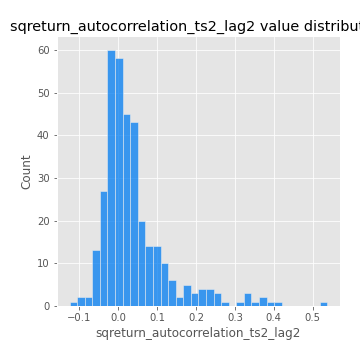 sqreturn_autocorrelation_ts2_lag2 value distribut
60
50
40
30
20
10
0
Count
-0.1 0.0 0.1 0.2 0.3 0.4 0.5
sqreturn_autocorrelation_ts2_lag2